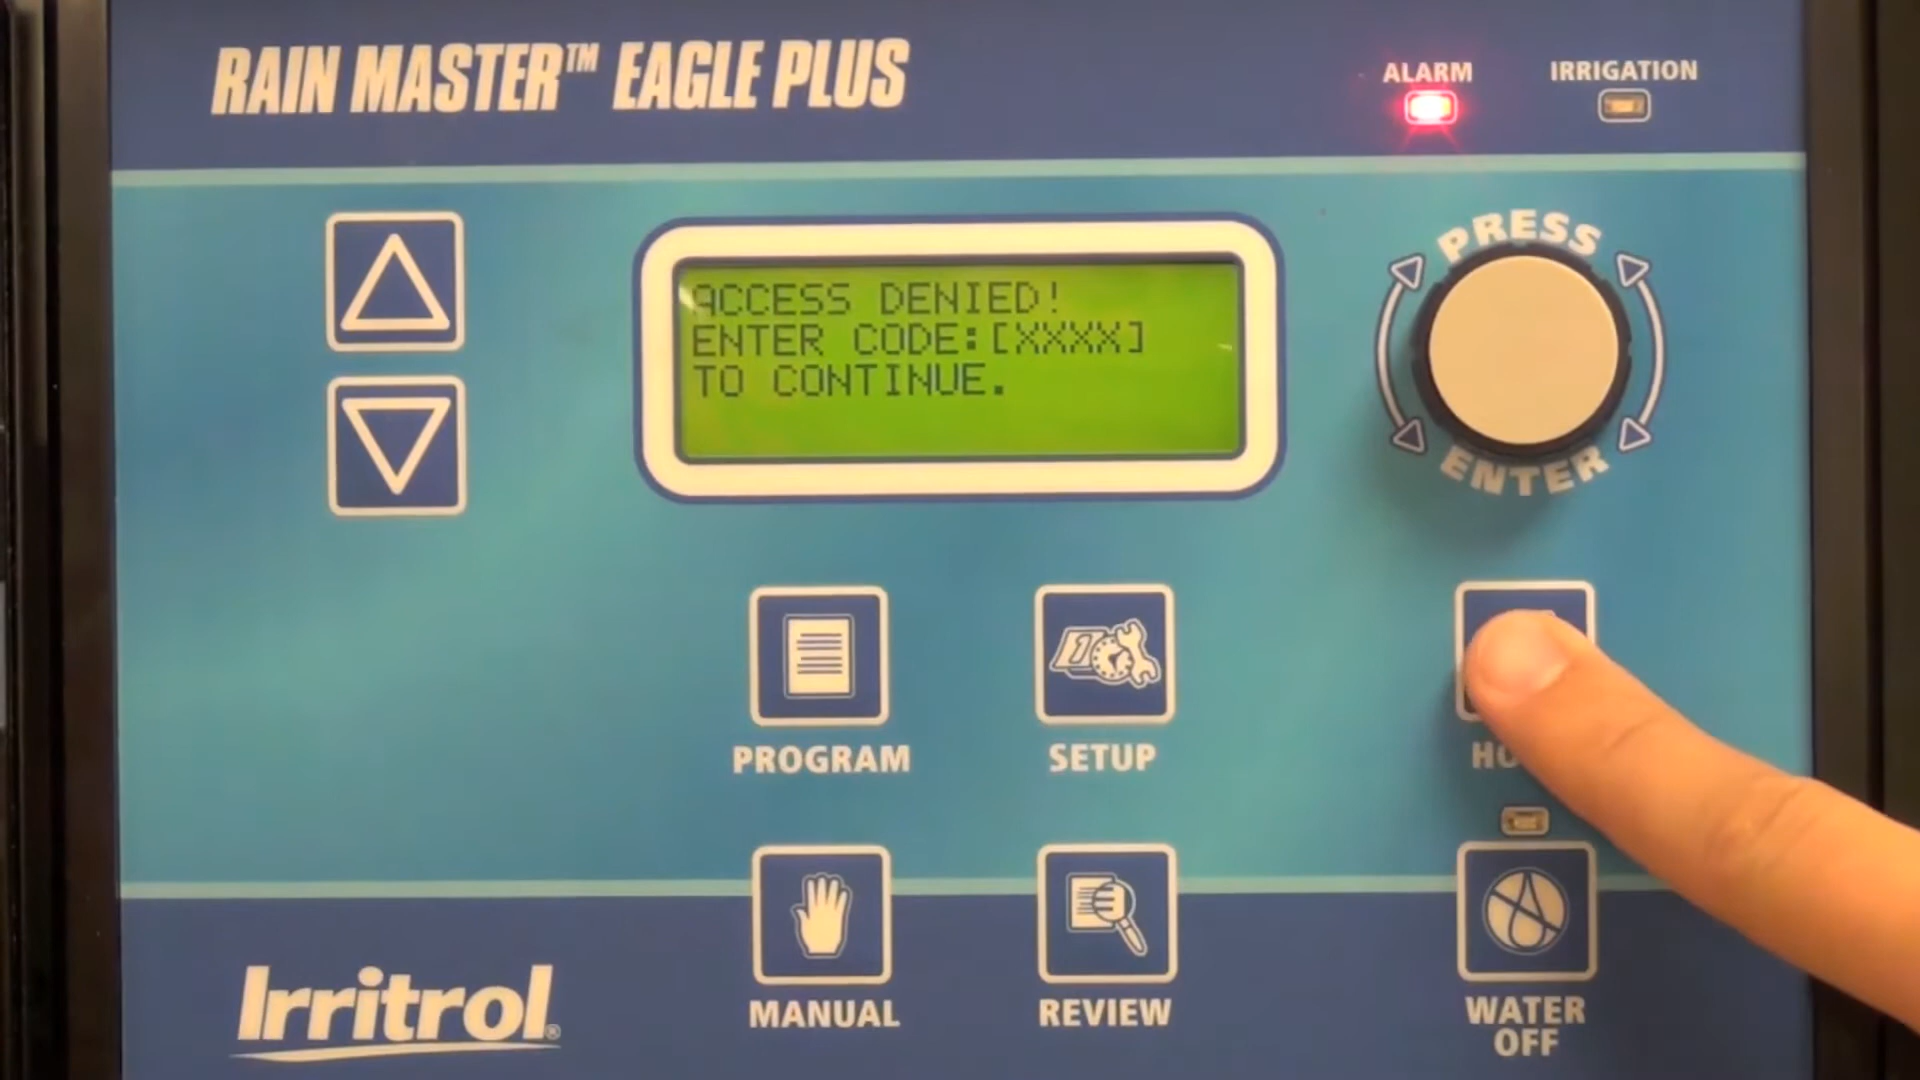 RAIN MASTER™ EAGLE PLUS
ALARM
IRRIGATION
ACCESS DENIED!
ENTER CODE:[XXXX]
TO CONTINUE.
PRESS
ENTER
PROGRAM
SETUP
MANUAL
REVIEW
WATER
OFF
Irritrol®